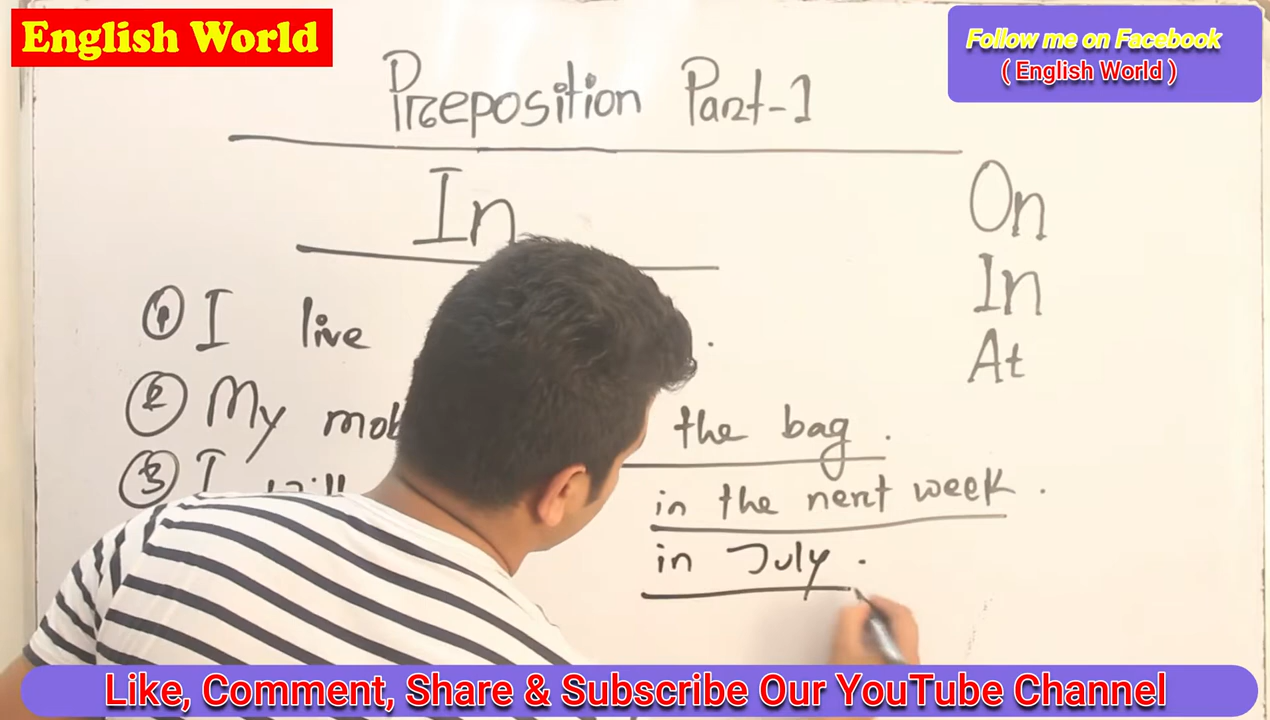 English World
Follow me on Facebook
( English World )
Preposition Part-1
In
On
In
At
① I live .
② My mob the bag .
③ I will in the next week .
in July .
Like, Comment, Share & Subscribe Our YouTube Channel